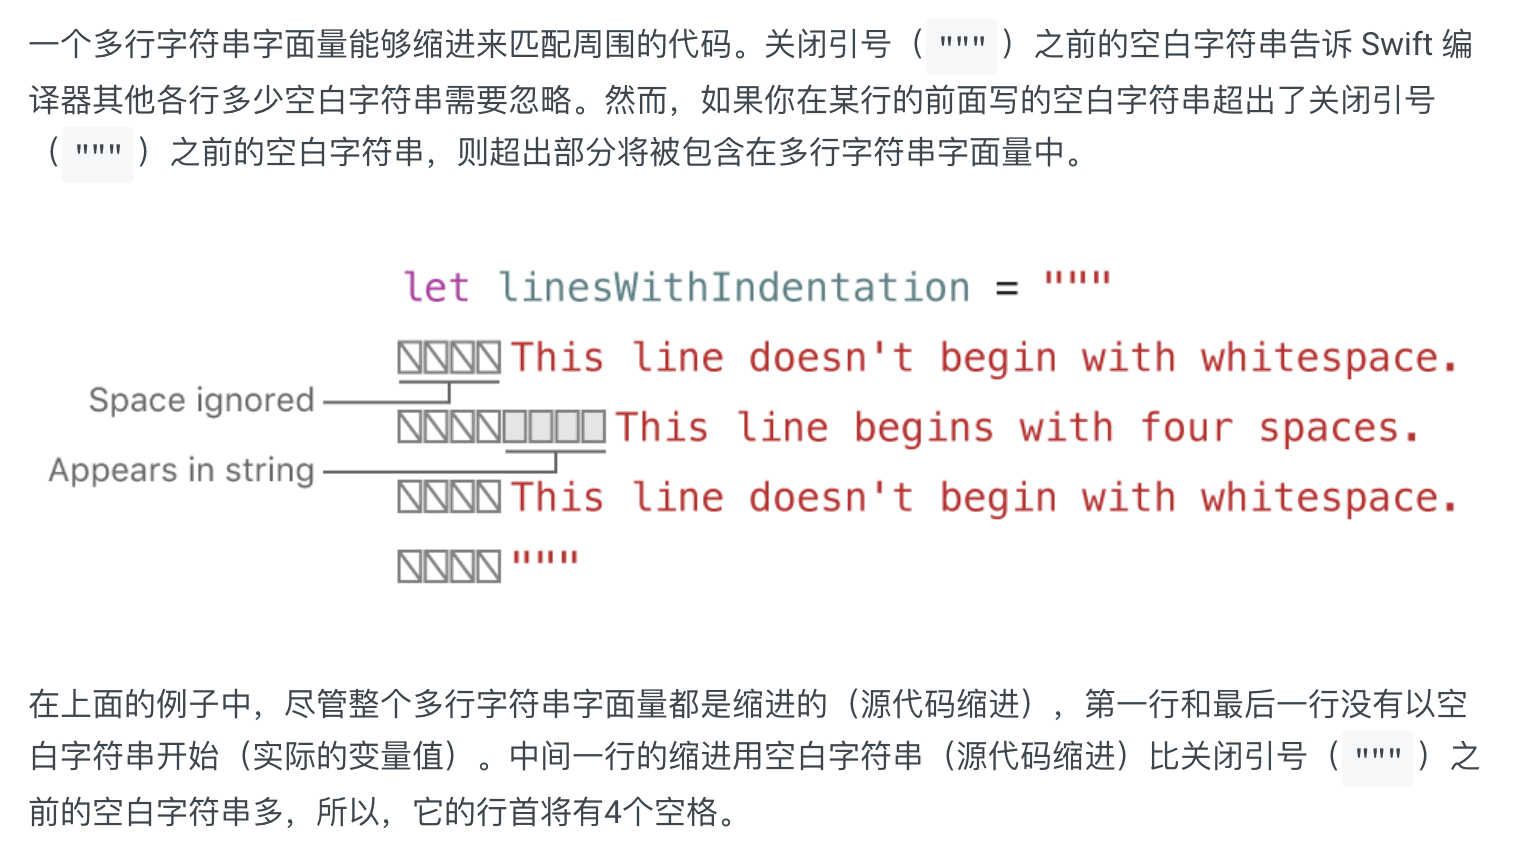 一个多行字符串字面量能够缩进来匹配周围的代码。关闭引号（ """ ）之前的空白字符串告诉 Swift 编
译器其他各行多少空白字符串需要忽略。然而，如果你在某行的前面写的空白字符串超出了关闭引号
（ """ ）之前的空白字符串，则超出部分将被包含在多行字符串字面量中。
let linesWithIndentation = """
This line doesn't begin with whitespace.
Space ignored
This line begins with four spaces.
Appears in string
This line doesn't begin with whitespace.
"""
在上面的例子中，尽管整个多行字符串字面量都是缩进的（源代码缩进），第一行和最后一行没有以空
白字符串开始（实际的变量值）。中间一行的缩进用空白字符串（源代码缩进）比关闭引号（ """ ）之
前的空白字符串多，所以，它的行首将有4个空格。